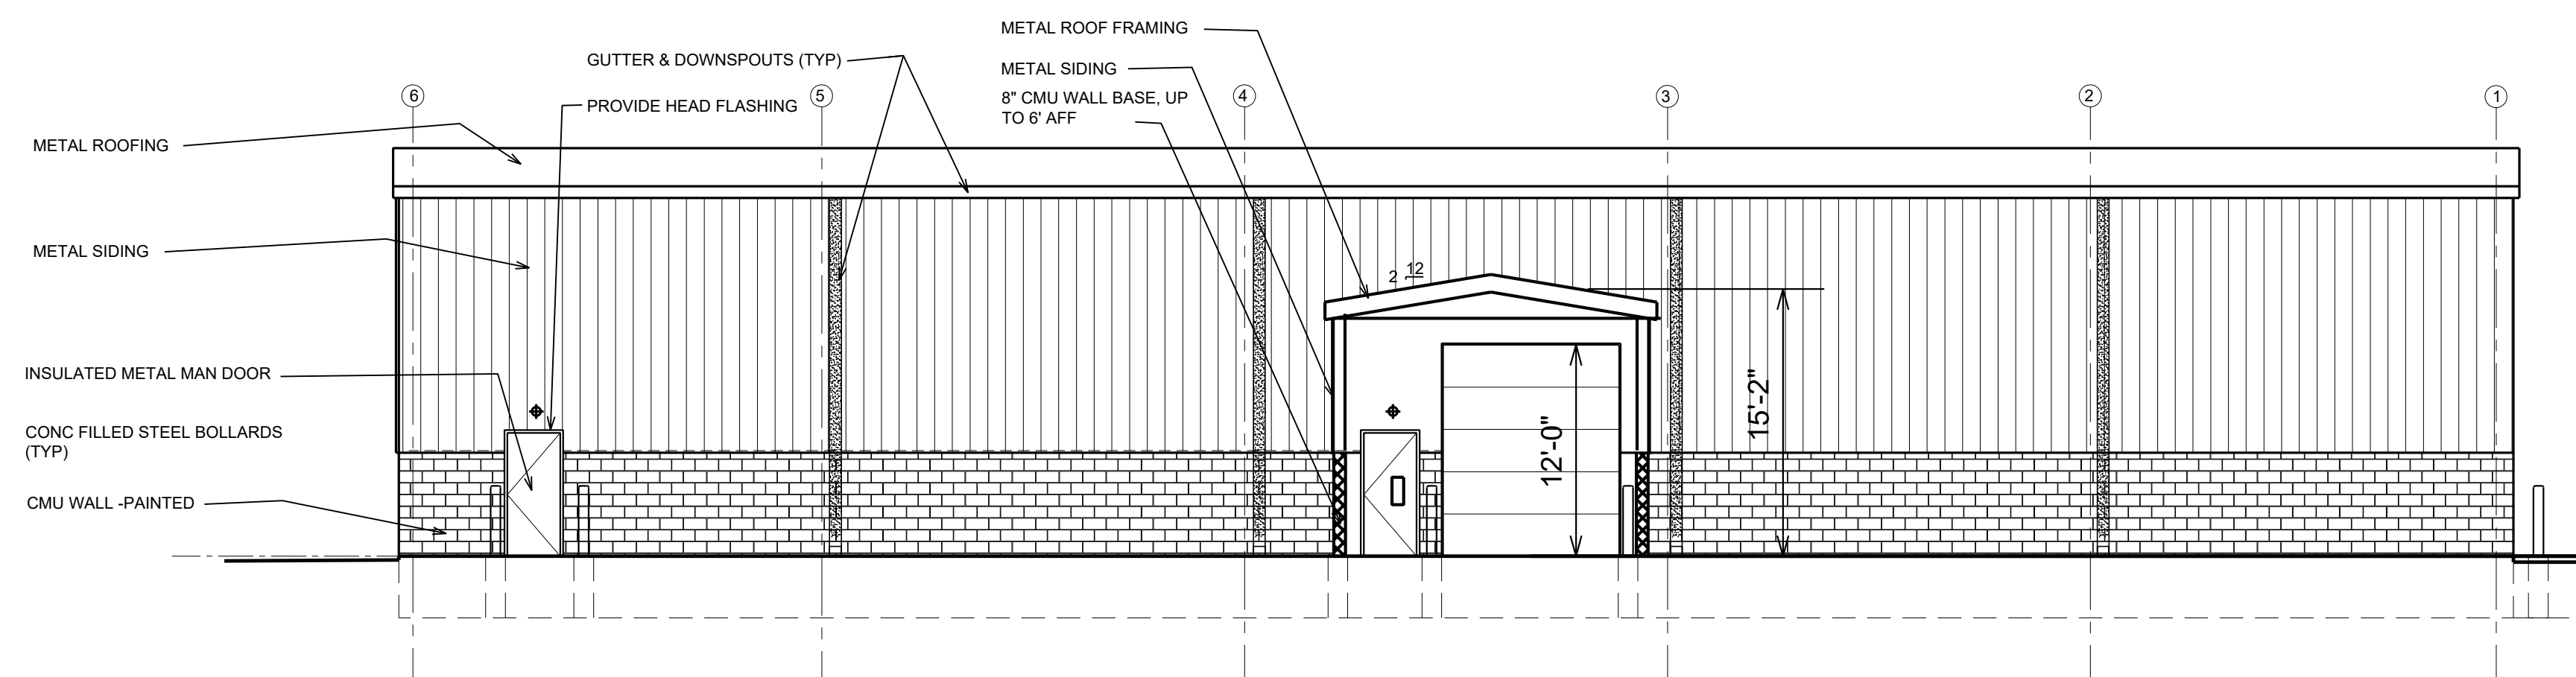 METAL ROOF FRAMING
GUTTER & DOWNSPOUTS (TYP)
METAL SIDING
8" CMU WALL BASE, UP
TO 6' AFF
PROVIDE HEAD FLASHING
6
5
4
3
2
1
METAL ROOFING
METAL SIDING
12
2
INSULATED METAL MAN DOOR
15'-2"
12'-0"
CONC FILLED STEEL BOLLARDS
(TYP)
CMU WALL -PAINTED